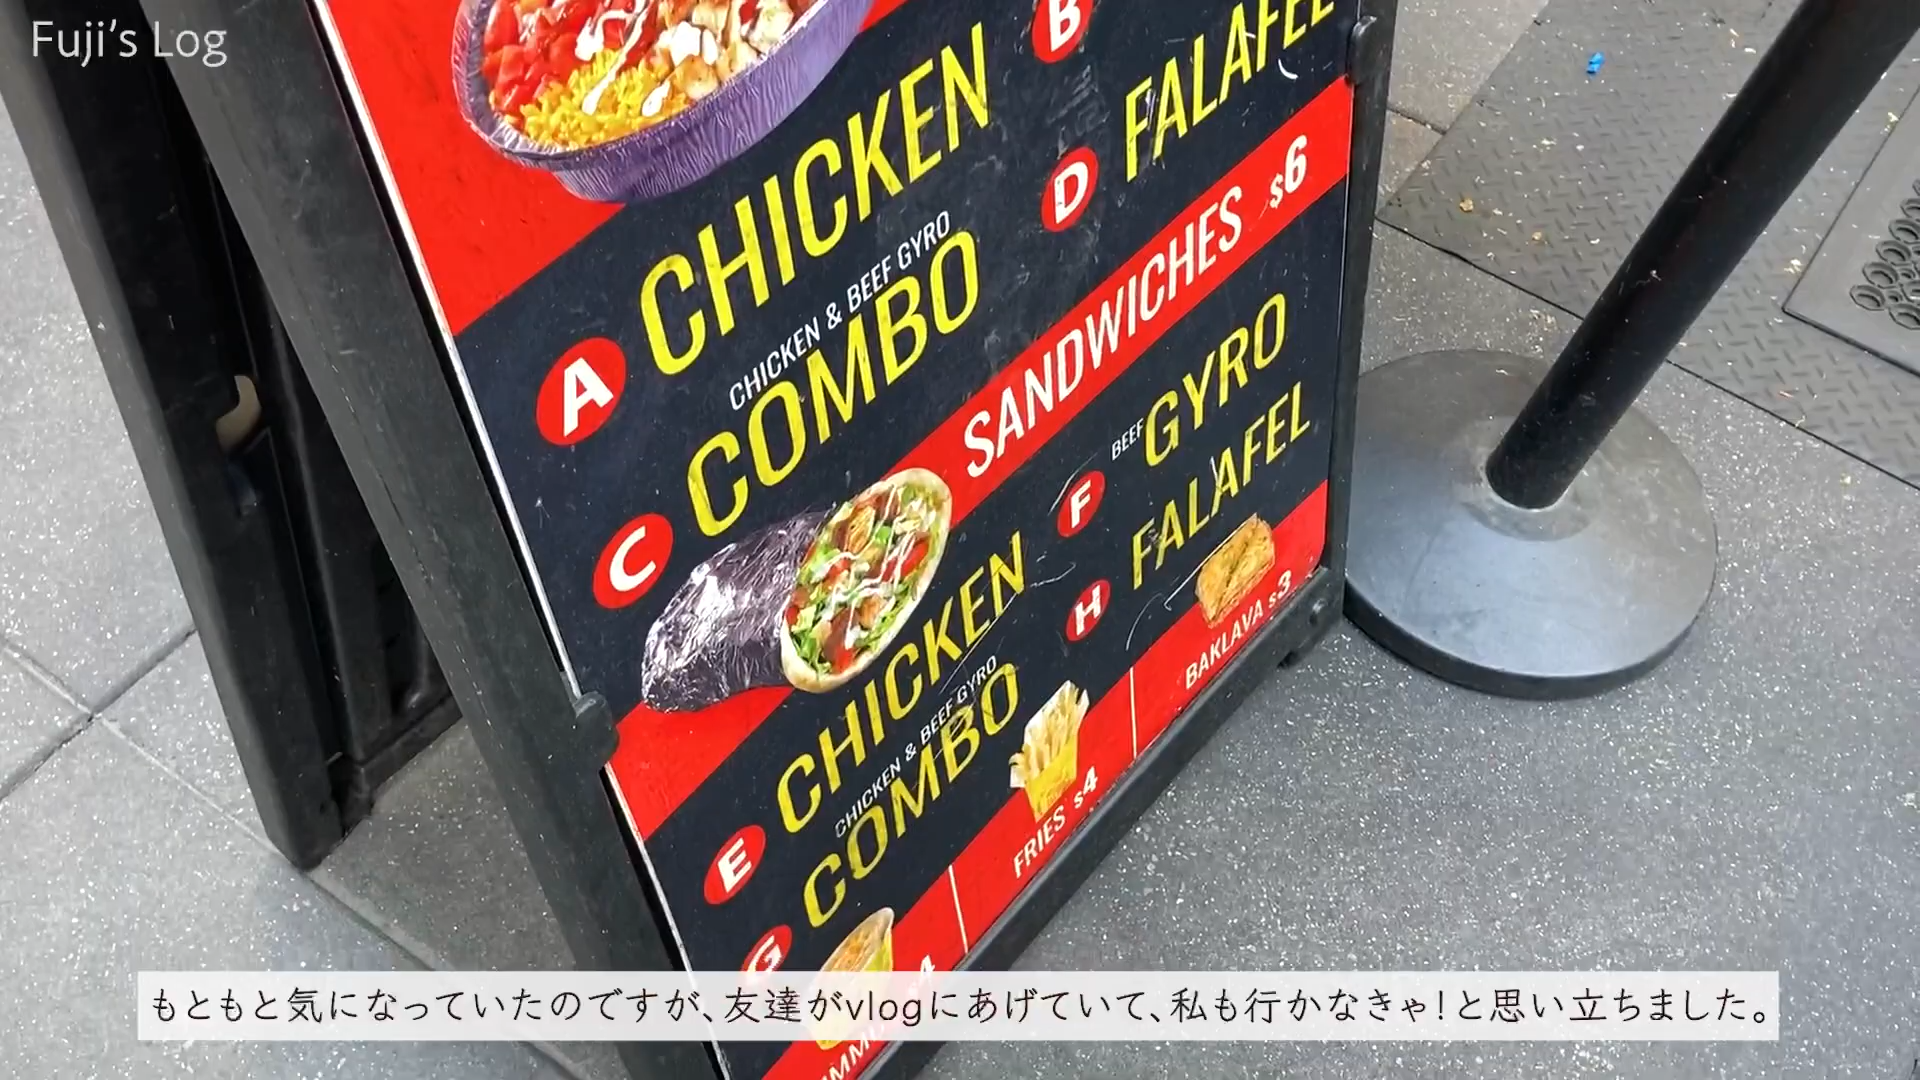 Fuji's Log
B
A CHICKEN
D FALAFEL
CHICKEN & BEEF GYRO
C COMBO
SANDWICHES $6
E CHICKEN
F BEEF GYRO
CHICKEN & BEEF GYRO
G COMBO
H FALAFEL
FRIES $4
BAKLAVA $3
もともと気になっていたのですが、友達がvlogにあげていて、私も行かなきゃ!と思い立ちました。